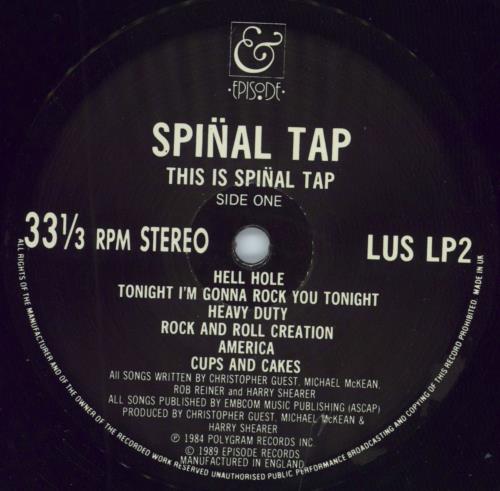 &
·EPISODE·
SPIN̈AL TAP
THIS IS SPIN̈AL TAP
SIDE ONE
33⅓ RPM STEREO
LUS LP2
HELL HOLE
TONIGHT I'M GONNA ROCK YOU TONIGHT
HEAVY DUTY
ROCK AND ROLL CREATION
AMERICA
CUPS AND CAKES
All SONGS WRITTEN BY CHRISTOPHER GUEST, MICHAEL McKEAN,
ROB REINER and HARRY SHEARER
ALL SONGS PUBLISHED BY EMBCOM MUSIC PUBLISHING (ASCAP)
PRODUCED BY CHRISTOPHER GUEST, MICHAEL McKEAN &
HARRY SHEARER
℗ 1984 POLYGRAM RECORDS INC.
© 1989 EPISODE RECORDS
MANUFACTURED IN ENGLAND
ALL RIGHTS OF THE MANUFACTURER AND OF THE OWNER OF THE RECORDED WORK RESERVED UNAUTHORISED PUBLIC PERFORMANCE BROADCASTING AND COPYING OF THIS RECORD PROHIBITED. MADE IN UK